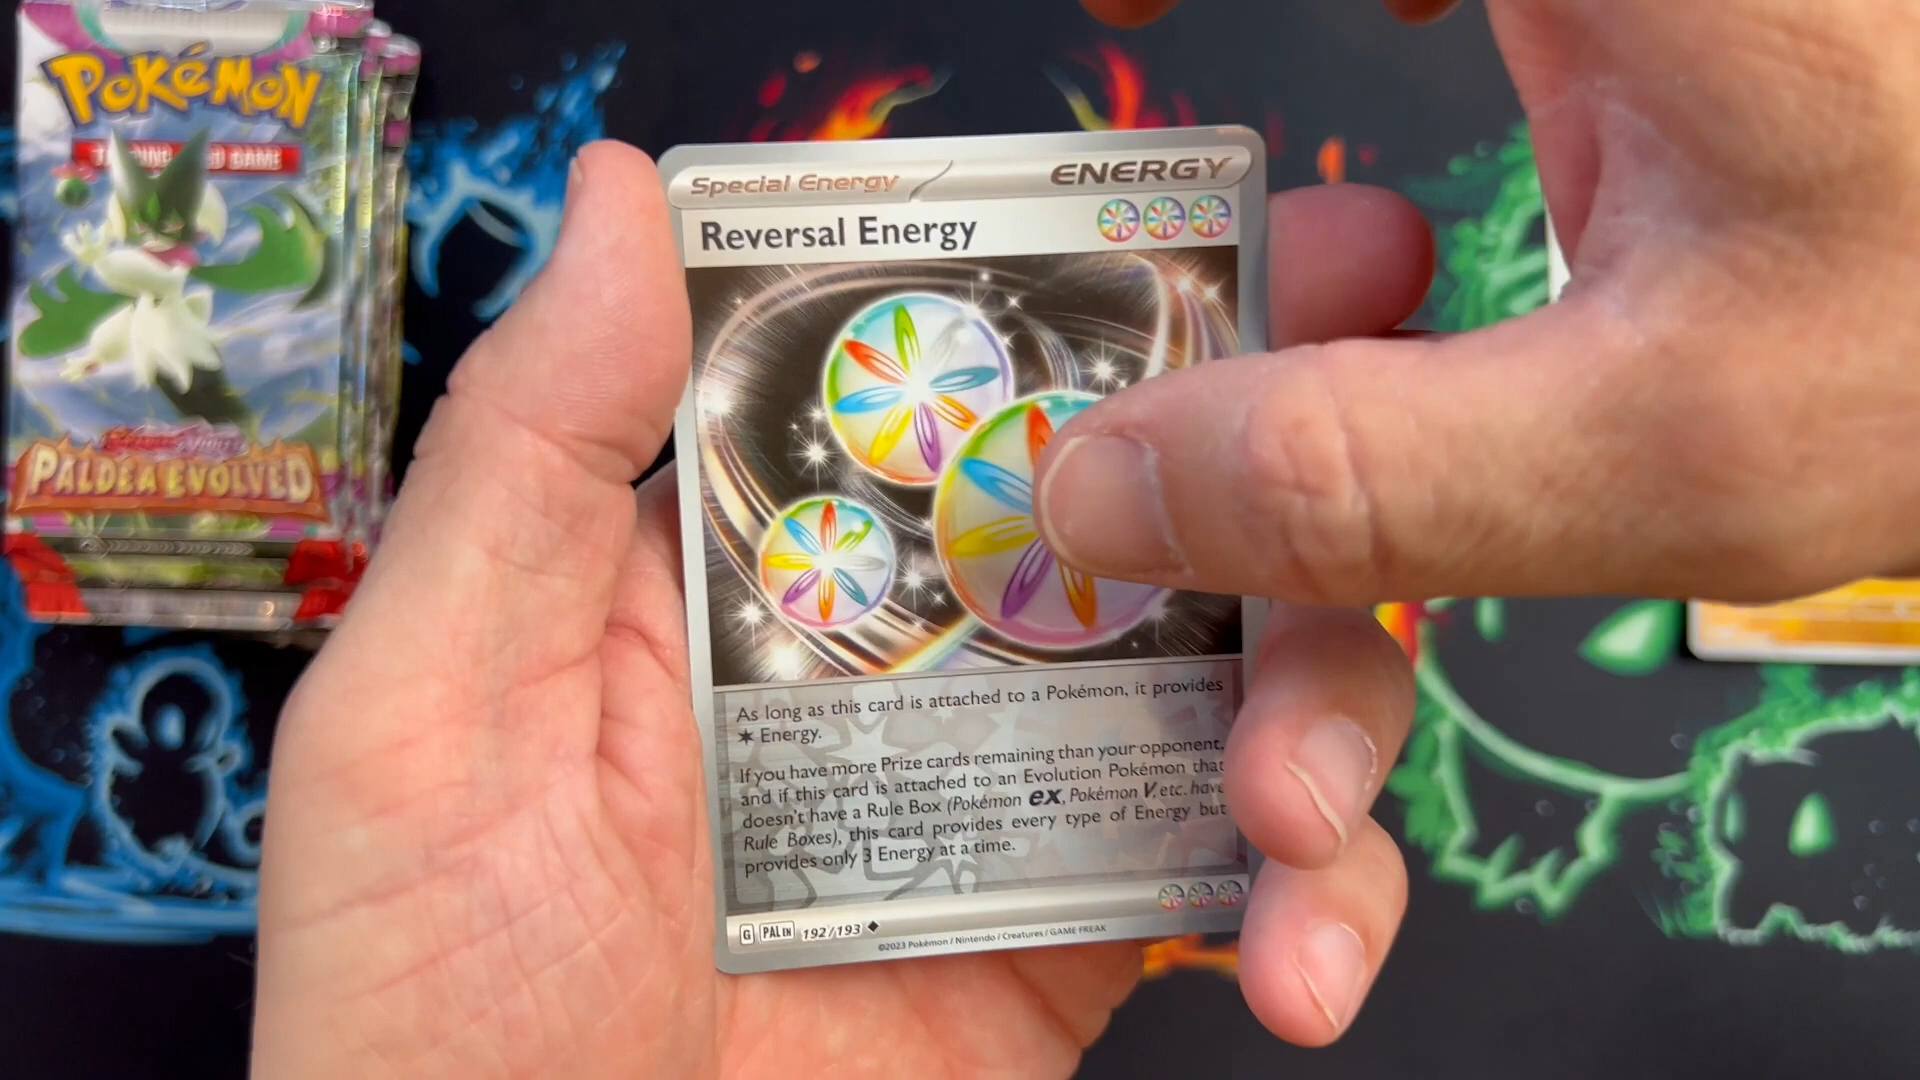 POKéMON
TRADING CARD GAME
PALDEA EVOLVED
Special Energy
ENERGY
Reversal Energy
As long as this card is attached to a Pokémon, it provides
✶ Energy.
If you have more Prize cards remaining than your opponent,
and if this card is attached to an Evolution Pokémon that
doesn't have a Rule Box (Pokémon ex, Pokémon V, etc. have
Rule Boxes), this card provides every type of Energy but
provides only 3 Energy at a time.
G PAL EN 192/193
©2023 Pokémon / Nintendo / Creatures / GAME FREAK